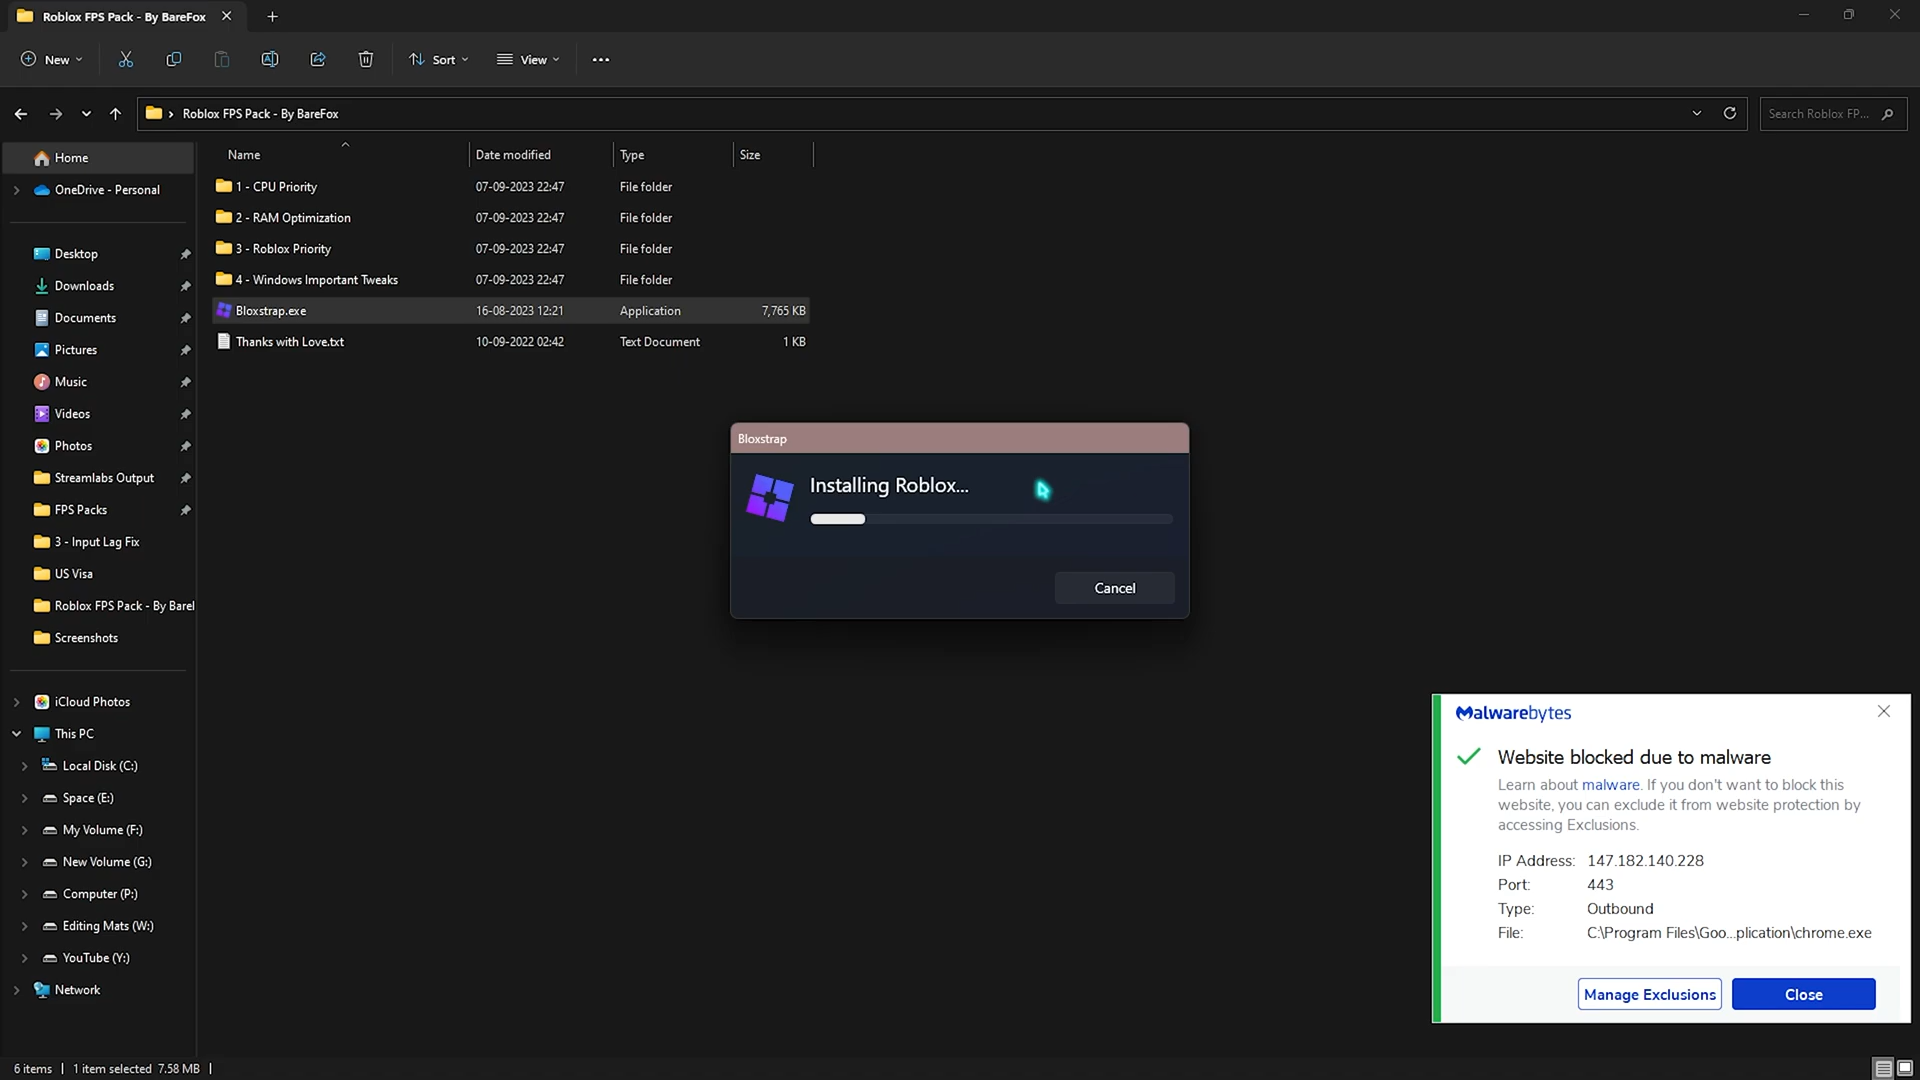 Roblox FPS Pack - By BareFox
New
Sort
View
Roblox FPS Pack - By BareFox
Search Roblox FP...
Home
OneDrive - Personal
Desktop
Downloads
Documents
Pictures
Music
Videos
Photos
Streamlabs Output
FPS Packs
3 - Input Lag Fix
US Visa
Roblox FPS Pack - By Barel
Screenshots
iCloud Photos
This PC
Local Disk (C:)
Space (E:)
My Volume (F:)
New Volume (G:)
Computer (P:)
Editing Mats (W:)
YouTube (Y:)
Network
Name Date modified Type Size
1 - CPU Priority 07-09-2023 22:47 File folder
2 - RAM Optimization 07-09-2023 22:47 File folder
3 - Roblox Priority 07-09-2023 22:47 File folder
4 - Windows Important Tweaks 07-09-2023 22:47 File folder
Bloxstrap.exe 16-08-2023 12:21 Application 7,765 KB
Thanks with Love.txt 10-09-2022 02:42 Text Document 1 KB
Bloxstrap
Installing Roblox...
Cancel
Malwarebytes
Website blocked due to malware
Learn about malware. If you don't want to block this
website, you can exclude it from website protection by
accessing Exclusions.
IP Address: 147.182.140.228
Port: 443
Type: Outbound
File: C:\Program Files\Goo...plication\chrome.exe
Manage Exclusions Close
6 items 1 item selected 7.58 MB